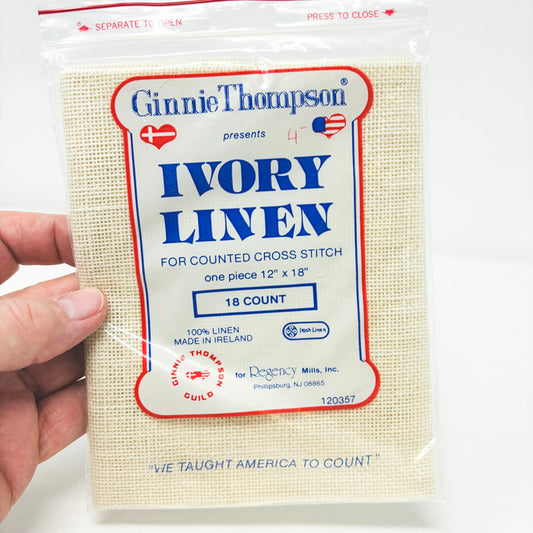 SEPARATE TO OPEN PRESS TO CLOSE
Ginnie Thompson®
presents 4-
IVORY
LINEN
FOR COUNTED CROSS STITCH
one piece 12" x 18"
18 COUNT
100% LINEN
MADE IN IRELAND
Irish Linen
GINNIE THOMPSON
GUILD
for Regency Mills, Inc.
Phillipsburg, NJ 08865
120357
"WE TAUGHT AMERICA TO COUNT"